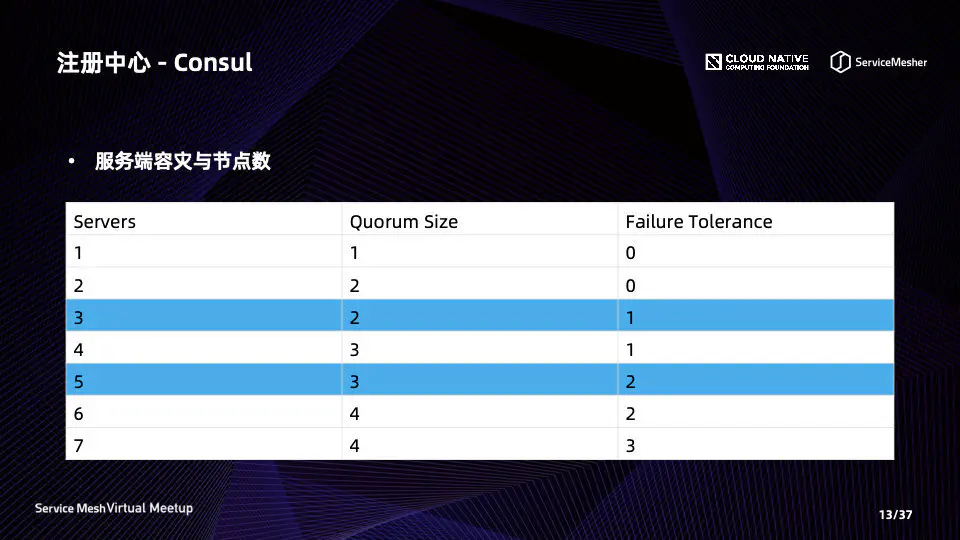 注册中心 - Consul
CLOUD NATIVE
COMPUTING FOUNDATION
ServiceMesher
• 服务端容灾与节点数
Servers Quorum Size Failure Tolerance
1 1 0
2 2 0
3 2 1
4 3 1
5 3 2
6 4 2
7 4 3
Service Mesh Virtual Meetup
13/37